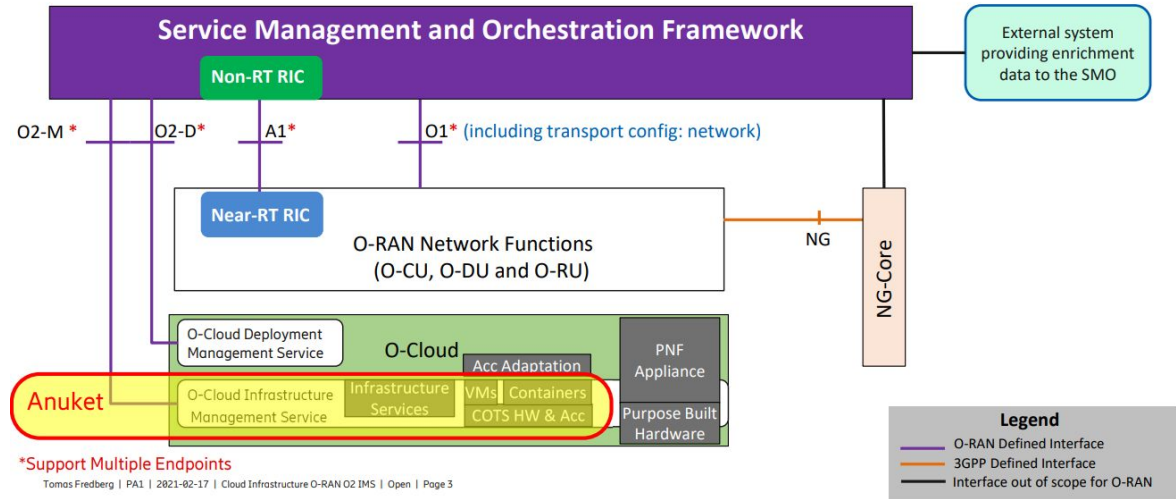 Service Management and Orchestration Framework
External system
providing enrichment
data to the SMO
Non-RT RIC
O2-M *
O2-D*
A1*
O1* (including transport config: network)
Near-RT RIC
O-RAN Network Functions
(O-CU, O-DU and O-RU)
NG
NG-Core
O-Cloud Deployment
Management Service
O-Cloud
Acc Adaptation
PNF
Appliance
Anuket
O-Cloud Infrastructure
Management Service
Infrastructure
Services
VMs
Containers
COTS HW & Acc
Purpose Built
Hardware
*Support Multiple Endpoints
Tomas Fredberg | PA1 | 2021-02-17 | Cloud Infrastructure O-RAN O2 IMS | Open | Page 3
Legend
O-RAN Defined Interface
3GPP Defined Interface
Interface out of scope for O-RAN